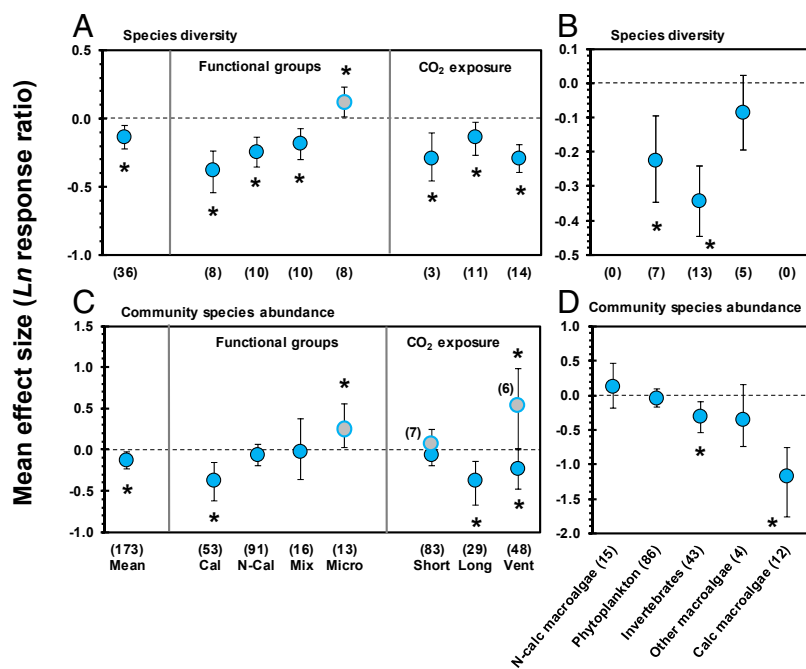 Mean effect size (Ln response ratio)
A
Species diversity
Functional groups
CO2 exposure
0.5
0.0
-0.5
-1.0
*
*
*
*
*
*
*
*
(36)
(8)
(10)
(10)
(8)
(3)
(11)
(14)
B
Species diversity
0.1
0.0
-0.1
-0.2
-0.3
-0.4
-0.5
*
*
(0)
(7)
(13)
(5)
(0)
C
Community species abundance
Functional groups
CO2 exposure
1.5
1.0
0.5
0.0
-0.5
-1.0
*
*
*
(7)
(6)
*
*
*
(173)
(53)
(91)
(16)
(13)
(83)
(29)
(48)
Mean
Cal
N-Cal
Mix
Micro
Short
Long
Vent
D
Community species abundance
1.0
0.5
0.0
-0.5
-1.0
-1.5
-2.0
*
*
N-calc macroalgae (15)
Phytoplankton (86)
Invertebrates (43)
Other macroalgae (4)
Calc macroalgae (12)